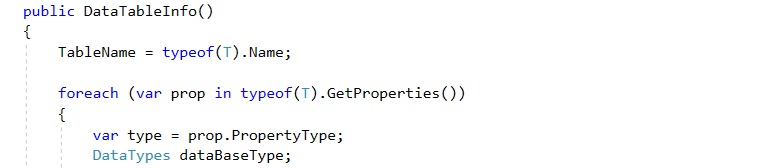 public DataTableInfo()
{
TableName = typeof(T).Name;
foreach (var prop in typeof(T).GetProperties())
{
var type = prop.PropertyType;
DataTypes dataBaseType;